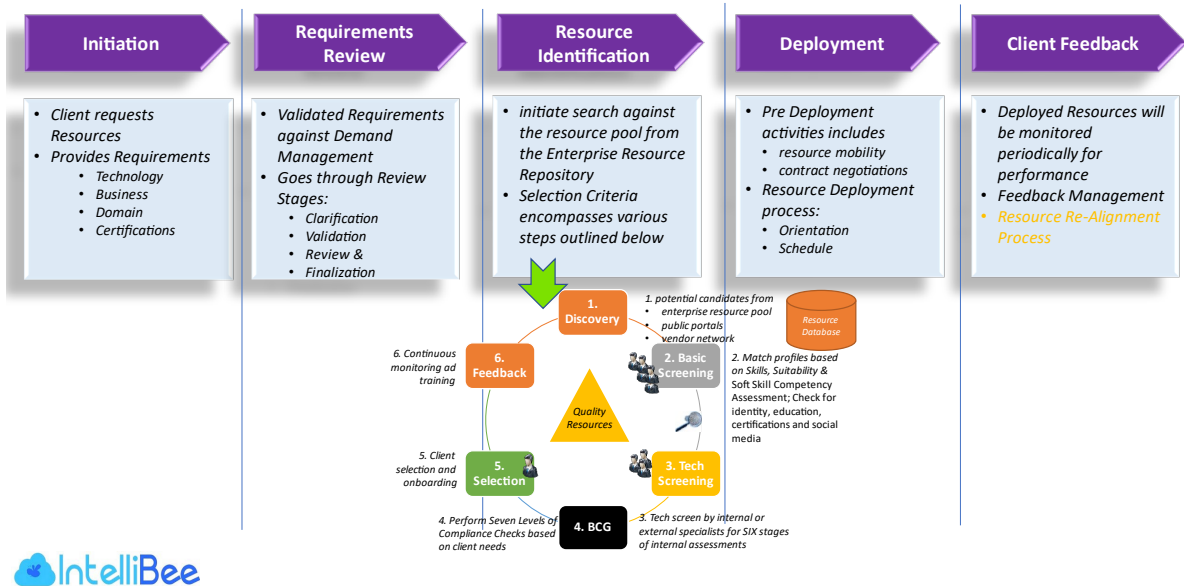 Initiation
Requirements
Review
Resource
Identification
Deployment
Client Feedback
• Client requests
Resources
• Provides Requirements
• Technology
• Business
• Domain
• Certifications
• Validated Requirements
against Demand
Management
• Goes through Review
Stages:
• Clarification
• Validation
• Review &
• Finalization
• initiate search against
the resource pool from
the Enterprise Resource
Repository
• Selection Criteria
encompasses various
steps outlined below
• Pre Deployment
activities includes
• resource mobility
• contract negotiations
• Resource Deployment
process:
• Orientation
• Schedule
• Deployed Resources will
be monitored
periodically for
performance
• Feedback Management
• Resource Re-Alignment
Process
1.
Discovery
1. potential candidates from
• enterprise resource pool
• public portals
• vendor network
Resource
Database
2. Basic
Screening
2. Match profiles based
on Skills, Suitability &
Soft Skill Competency
Assessment; Check for
identity, education,
certifications and social
media
3. Tech
Screening
3. Tech screen by internal or
external specialists for SIX stages
of internal assessments
4. BCG
4. Perform Seven Levels of
Compliance Checks based
on client needs
5.
Selection
5. Client
selection and
onboarding
6.
Feedback
6. Continuous
monitoring ad
training
Quality
Resources
IntelliBee